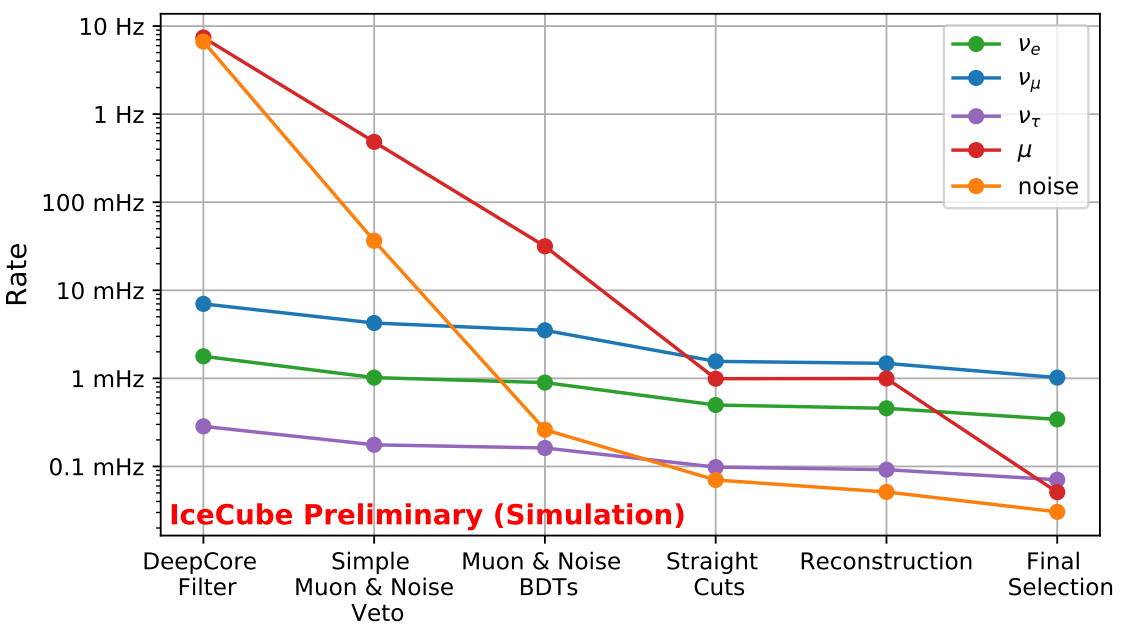 10 Hz
1 Hz
100 mHz
10 mHz
1 mHz
0.1 mHz
Rate
νe
νμ
ντ
μ
noise
IceCube Preliminary (Simulation)
DeepCore
Filter
Simple
Muon & Noise
Veto
Muon & Noise
BDTs
Straight
Cuts
Reconstruction
Final
Selection